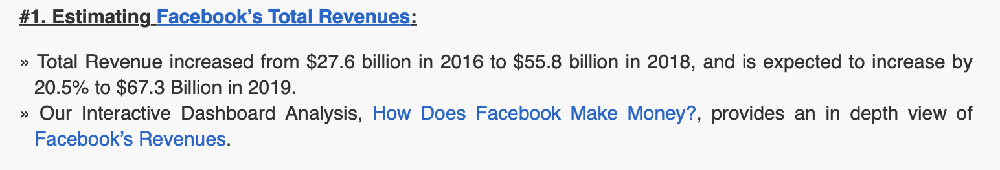 #1. Estimating Facebook’s Total Revenues:
» Total Revenue increased from $27.6 billion in 2016 to $55.8 billion in 2018, and is expected to increase by
20.5% to $67.3 Billion in 2019.
» Our Interactive Dashboard Analysis, How Does Facebook Make Money?, provides an in depth view of
Facebook’s Revenues.